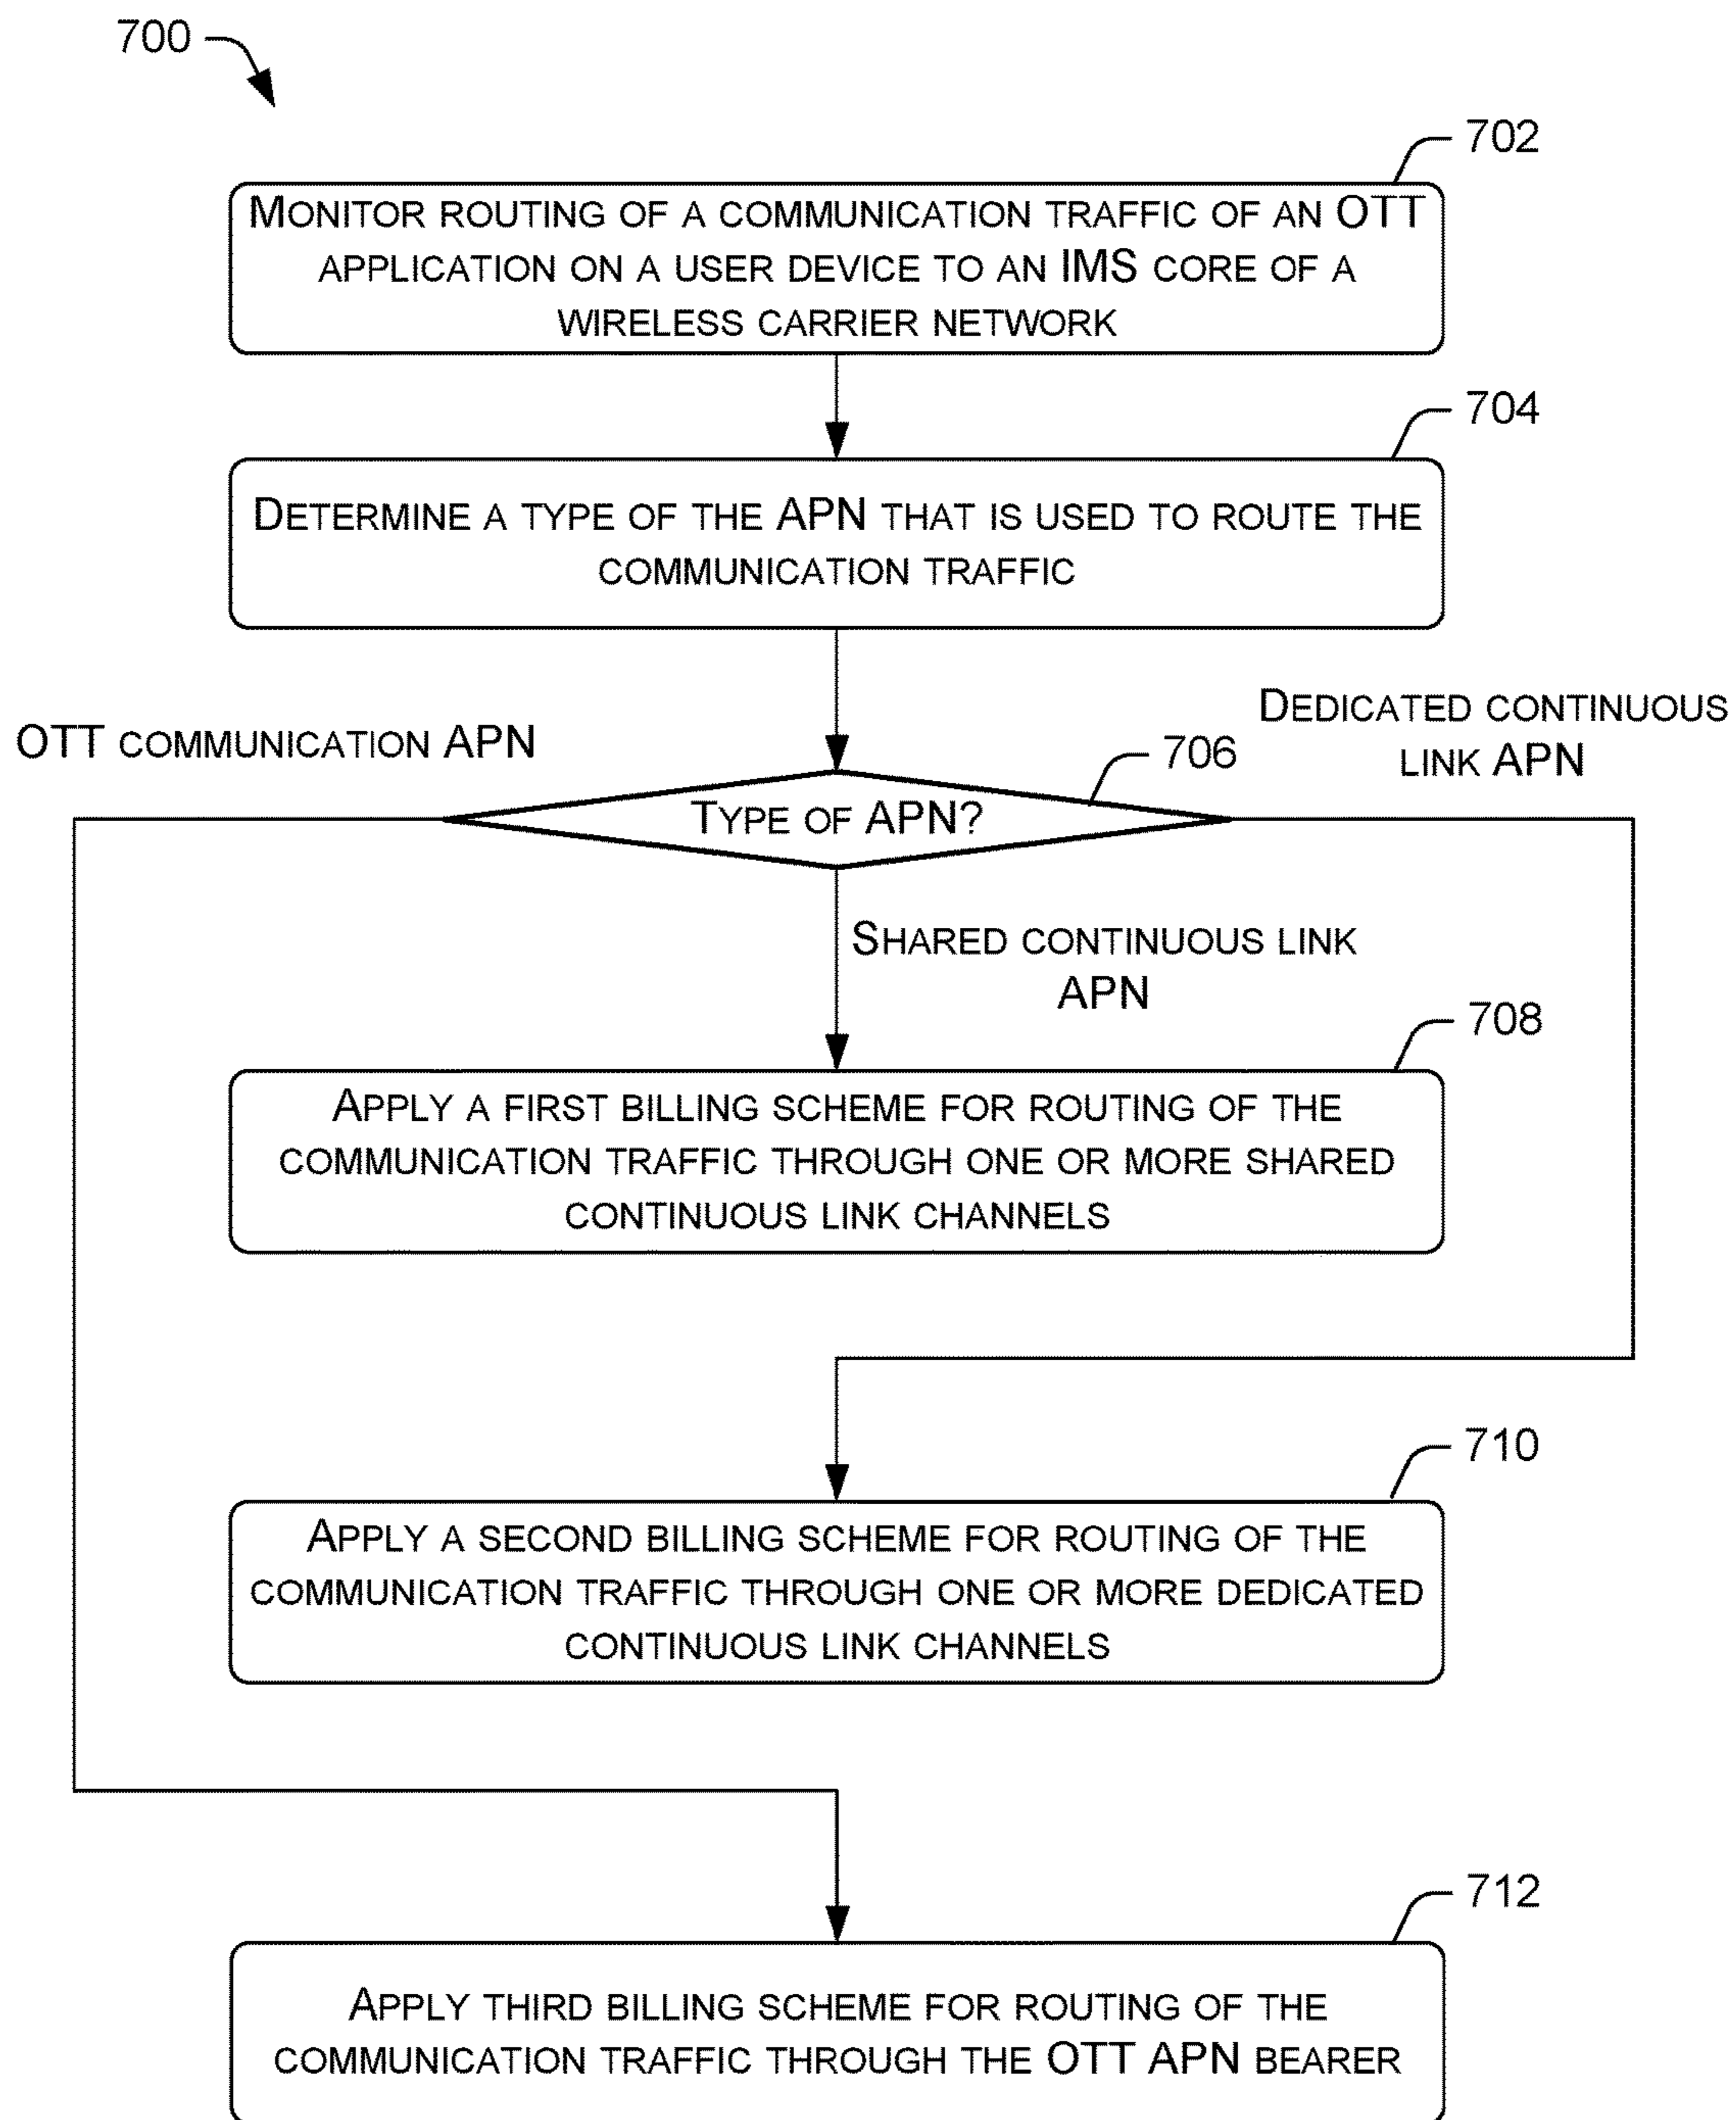 700
702
MONITOR ROUTING OF A COMMUNICATION TRAFFIC OF AN OTT
APPLICATION ON A USER DEVICE TO AN IMS CORE OF A
WIRELESS CARRIER NETWORK
704
DETERMINE A TYPE OF THE APN THAT IS USED TO ROUTE THE
COMMUNICATION TRAFFIC
OTT COMMUNICATION APN
DEDICATED CONTINUOUS
LINK APN
706
TYPE OF APN?
SHARED CONTINUOUS LINK
APN
708
APPLY A FIRST BILLING SCHEME FOR ROUTING OF THE
COMMUNICATION TRAFFIC THROUGH ONE OR MORE SHARED
CONTINUOUS LINK CHANNELS
710
APPLY A SECOND BILLING SCHEME FOR ROUTING OF THE
COMMUNICATION TRAFFIC THROUGH ONE OR MORE DEDICATED
CONTINUOUS LINK CHANNELS
712
APPLY THIRD BILLING SCHEME FOR ROUTING OF THE
COMMUNICATION TRAFFIC THROUGH THE OTT APN BEARER